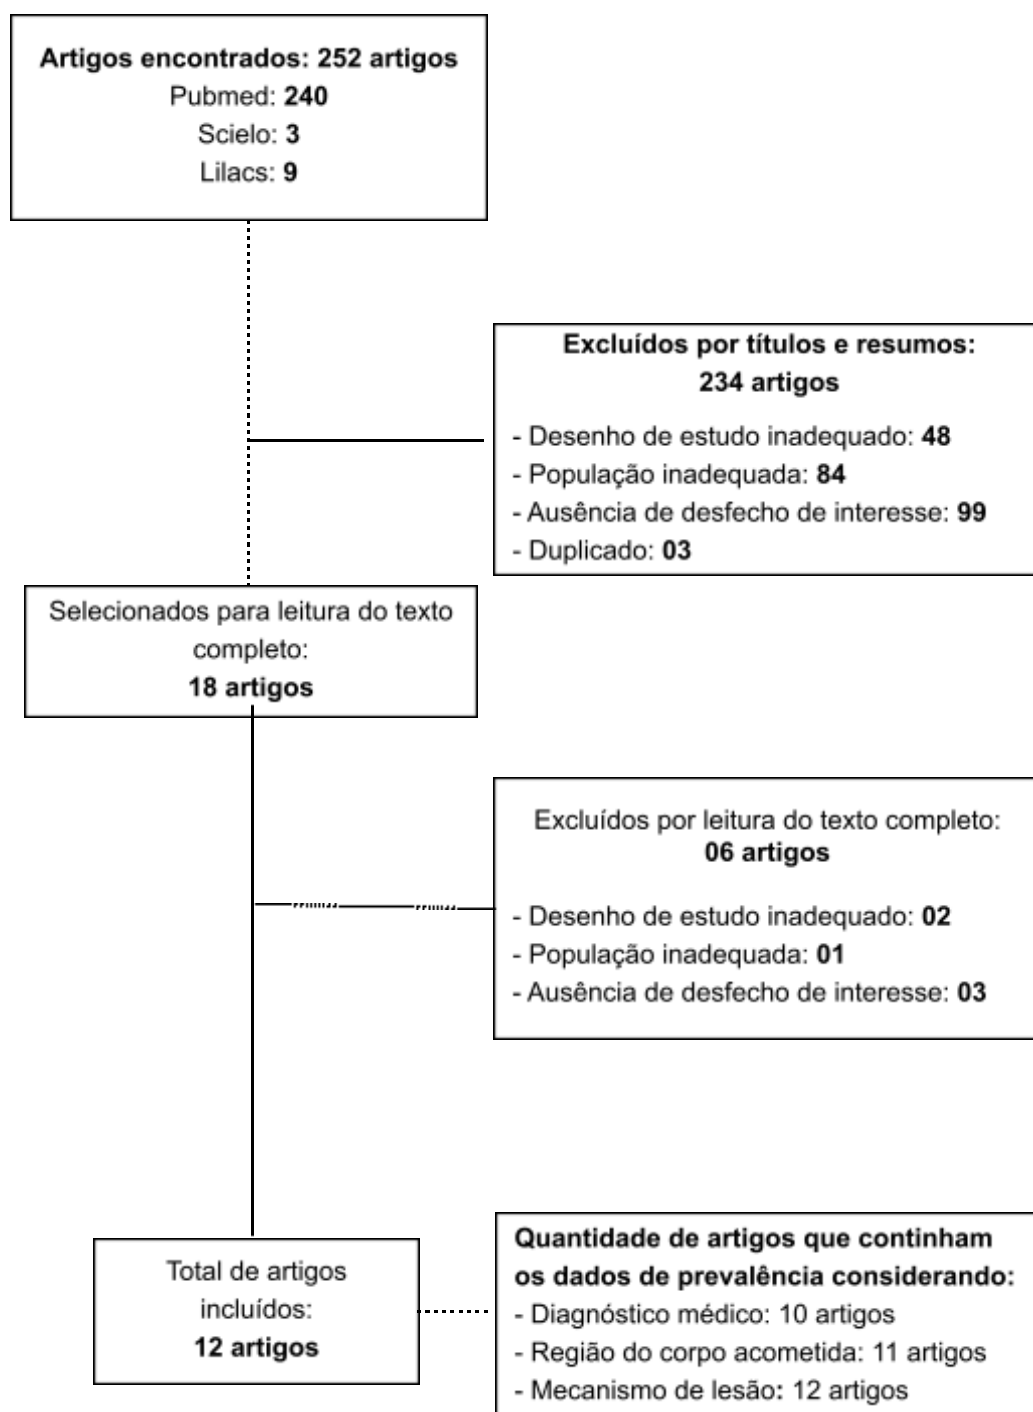 Artigos encontrados: 252 artigos
Pubmed: 240
Scielo: 3
Lilacs: 9
Excluídos por títulos e resumos:
234 artigos
- Desenho de estudo inadequado: 48
- População inadequada: 84
- Ausência de desfecho de interesse: 99
- Duplicado: 03
Selecionados para leitura do texto
completo:
18 artigos
Excluídos por leitura do texto completo:
06 artigos
- Desenho de estudo inadequado: 02
- População inadequada: 01
- Ausência de desfecho de interesse: 03
Total de artigos
incluídos:
12 artigos
Quantidade de artigos que continham
os dados de prevalência considerando:
- Diagnóstico médico: 10 artigos
- Região do corpo acometida: 11 artigos
- Mecanismo de lesão: 12 artigos